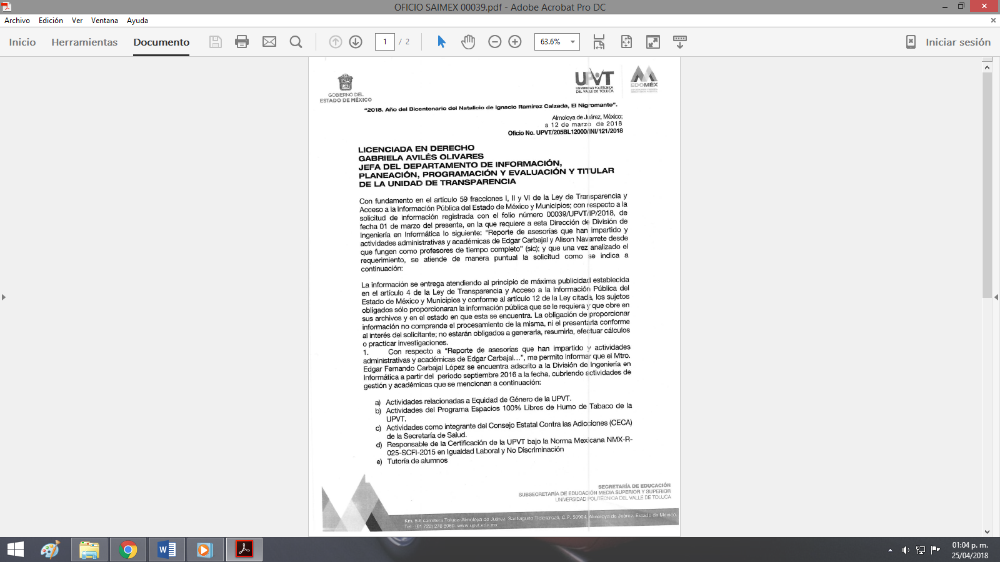 OFICIO SAIMEX 00039.pdf - Adobe Acrobat Pro DC
Archivo Edición Ver Ventana Ayuda
Inicio Herramientas Documento 1 / 2 63.6% Iniciar sesión
GOBIERNO DEL
ESTADO DE MÉXICO
UPVT
UNIVERSIDAD POLITÉCNICA
DEL VALLE DE TOLUCA
EDOMÉX
"2018. Año del Bicentenario del Natalicio de Ignacio Ramírez Calzada, El Nigromante".
Almoloya de Juárez, México;
a 12 de marzo de 2018
Oficio No. UPVT/205BL12000/INI/121/2018
LICENCIADA EN DERECHO
GABRIELA AVILÉS OLIVARES
JEFA DEL DEPARTAMENTO DE INFORMACIÓN,
PLANEACIÓN, PROGRAMACIÓN Y EVALUACIÓN Y TITULAR
DE LA UNIDAD DE TRANSPARENCIA
Con fundamento en el artículo 59 fracciones I, II y VI de la Ley de Transparencia y
Acceso a la Información Pública del Estado de México y Municipios; con respecto a la
solicitud de información registrada con el folio número 00039/UPVT/IP/2018, de
fecha 01 de marzo del presente, en la que requiere a esta Dirección de División de
Ingeniería en Informática lo siguiente: "Reporte de asesorías que han impartido y
actividades administrativas y académicas de Edgar Carbajal y Alison Navarrete desde
que fungen como profesores de tiempo completo" (sic); y que una vez analizado el
requerimiento, se atiende de manera puntual la solicitud como se indica a
continuación:
La información se entrega atendiendo al principio de máxima publicidad establecida
en el artículo 4 de la Ley de Transparencia y Acceso a la Información Pública del
Estado de México y Municipios y conforme al artículo 12 de la Ley citada, los sujetos
obligados sólo proporcionaran la información pública que se le requiera y que obre en
sus archivos y en el estado en que esta se encuentra. La obligación de proporcionar
información no comprende el procesamiento de la misma, ni el presentarla conforme
al interés del solicitante; no estarán obligados a generarla, resumirla, efectuar cálculos
o practicar investigaciones.
1. Con respecto a "Reporte de asesorías que han impartido y actividades
administrativas y académicas de Edgar Carbajal...", me permito informar que el Mtro.
Edgar Fernando Carbajal López se encuentra adscrito a la División de Ingeniería en
Informática a partir del periodo septiembre 2016 a la fecha, cubriendo actividades de
gestión y académicas que se mencionan a continuación:
a) Actividades relacionadas a Equidad de Género de la UPVT.
b) Actividades del Programa Espacios 100% Libres de Humo de Tabaco de la
UPVT.
c) Actividades como integrante del Consejo Estatal Contra las Adicciones (CECA)
de la Secretaría de Salud.
d) Responsable de la Certificación de la UPVT bajo la Norma Mexicana NMX-R-
025-SCFI-2015 en Igualdad Laboral y No Discriminación
e) Tutoría de alumnos
SECRETARÍA DE EDUCACIÓN
SUBSECRETARÍA DE EDUCACIÓN MEDIA SUPERIOR Y SUPERIOR
UNIVERSIDAD POLITÉCNICA DEL VALLE DE TOLUCA
Km. 5.6 carretera Toluca-Almoloya de Juárez, Santiaguito Tlalcilalcali, C.P. 50904, Almoloya de Juárez, Estado de México
Tel.: (01 722) 276 6060. www.upvt.edu.mx
01:04 p. m.
25/04/2018